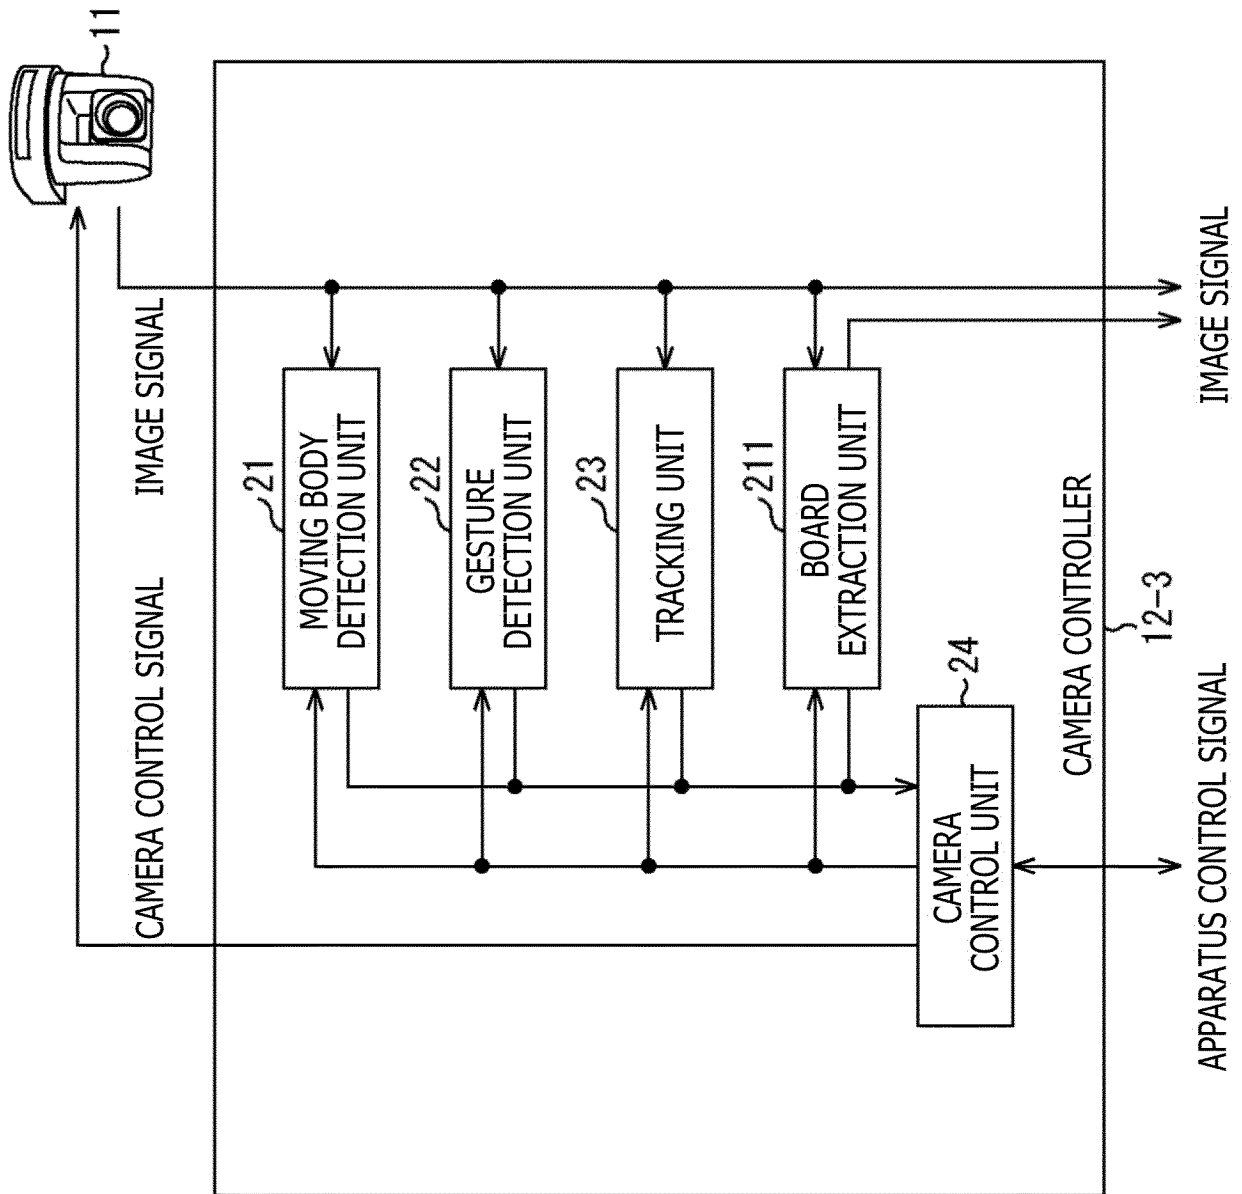 11
CAMERA CONTROL SIGNAL
IMAGE SIGNAL
21
MOVING BODY
DETECTION UNIT
22
GESTURE
DETECTION UNIT
23
TRACKING UNIT
211
BOARD
EXTRACTION UNIT
24
CAMERA
CONTROL UNIT
CAMERA CONTROLLER
12-3
APPARATUS CONTROL SIGNAL
IMAGE SIGNAL